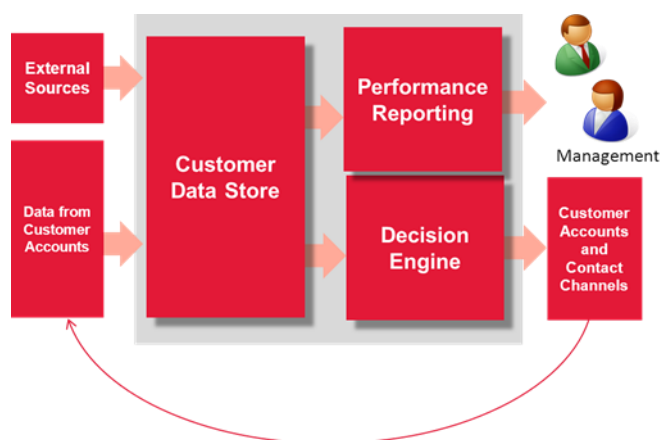 External
Sources
Data from
Customer
Accounts
Customer
Data Store
Performance
Reporting
Decision
Engine
Management
Customer
Accounts
and
Contact
Channels